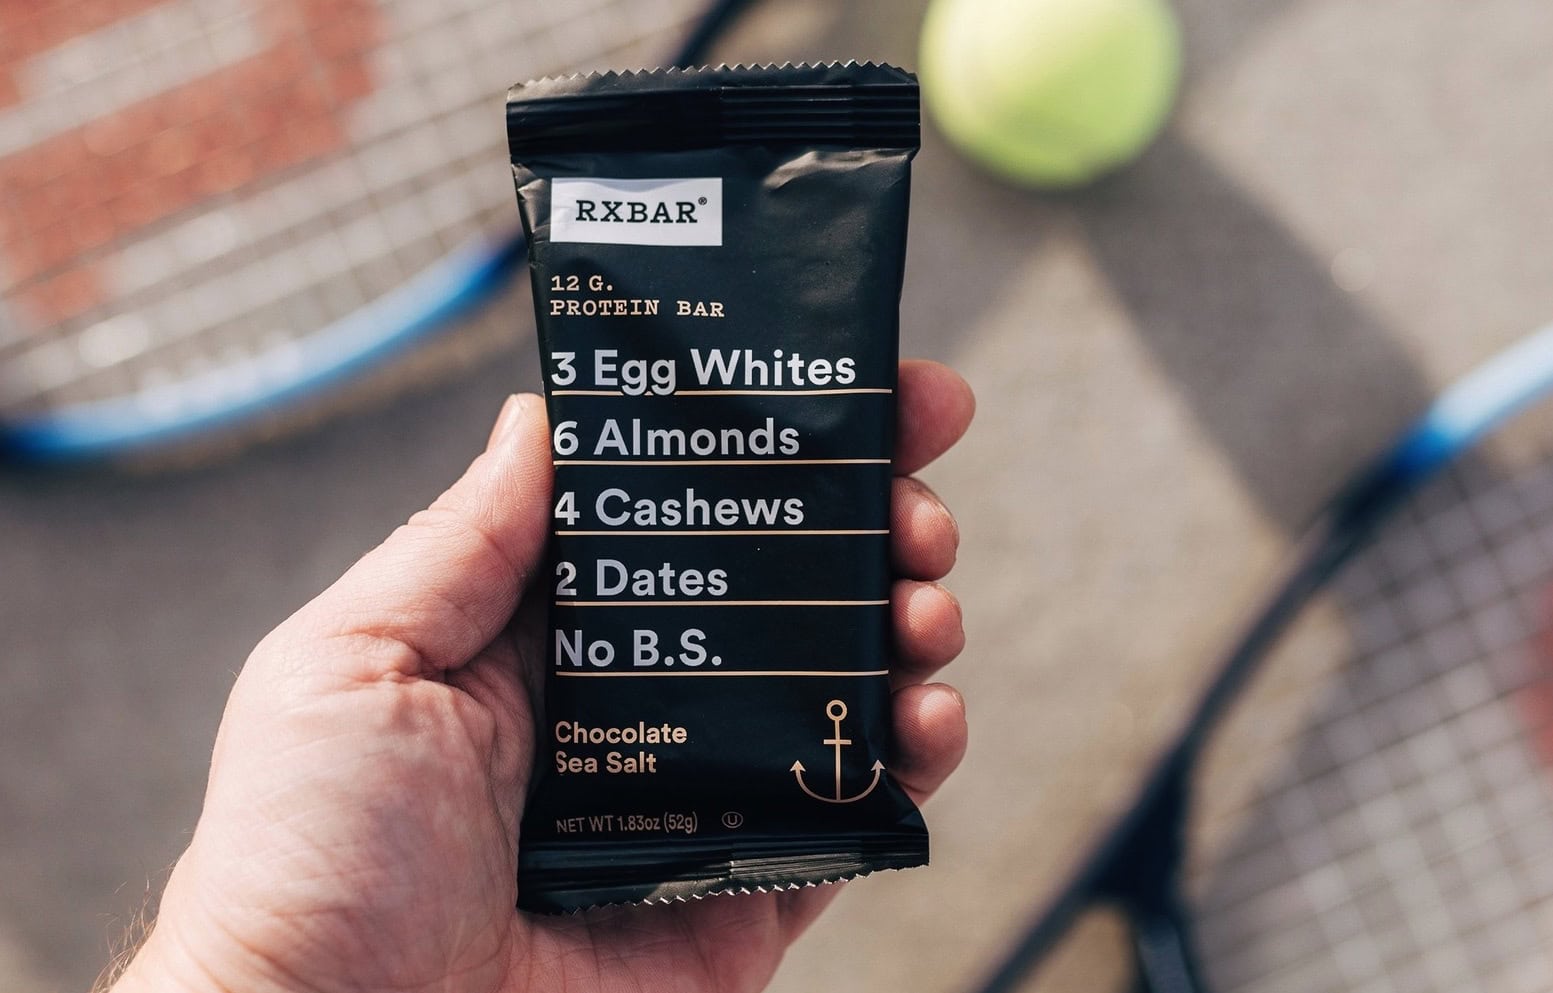 RXBAR®
12 G.
PROTEIN BAR
3 Egg Whites
6 Almonds
4 Cashews
2 Dates
No B.S.
Chocolate
Sea Salt
NET WT 1.83oz (52g) Ⓤ